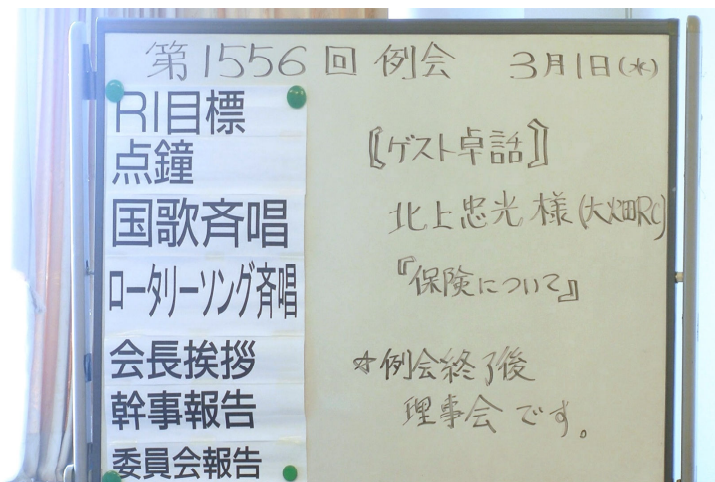 第1556回 例会 3月1日(水)
RI目標
点鐘
国歌斉唱
ロータリーソング斉唱
会長挨拶
幹事報告
委員会報告
〖ゲスト卓話〗
北上忠光様(大畑RC)
『保険について』
☆例会終了後
理事会です。